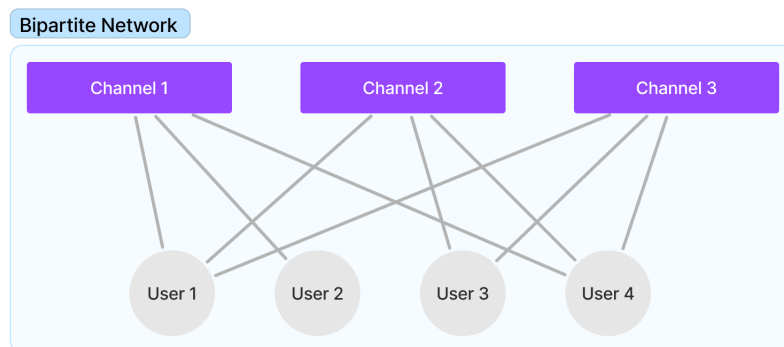 Bipartite Network
Channel 1
Channel 2
Channel 3
User 1
User 2
User 3
User 4